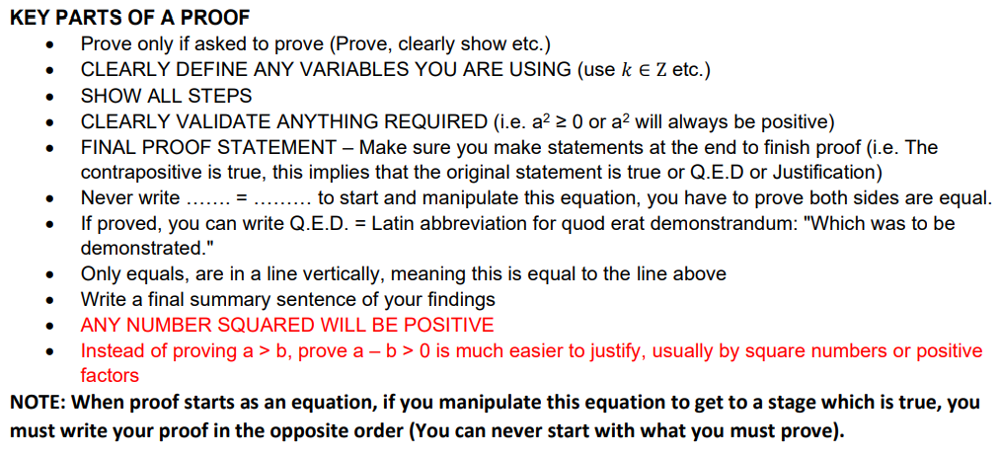 KEY PARTS OF A PROOF
• Prove only if asked to prove (Prove, clearly show etc.)
• CLEARLY DEFINE ANY VARIABLES YOU ARE USING (use k ∈ ℤ etc.)
• SHOW ALL STEPS
• CLEARLY VALIDATE ANYTHING REQUIRED (i.e. a² ≥ 0 or a² will always be positive)
• FINAL PROOF STATEMENT – Make sure you make statements at the end to finish proof (i.e. The
contrapositive is true, this implies that the original statement is true or Q.E.D or Justification)
• Never write ……. = ……… to start and manipulate this equation, you have to prove both sides are equal.
• If proved, you can write Q.E.D. = Latin abbreviation for quod erat demonstrandum: "Which was to be
demonstrated."
• Only equals, are in a line vertically, meaning this is equal to the line above
• Write a final summary sentence of your findings
• ANY NUMBER SQUARED WILL BE POSITIVE
• Instead of proving a > b, prove a – b > 0 is much easier to justify, usually by square numbers or positive
factors
NOTE: When proof starts as an equation, if you manipulate this equation to get to a stage which is true, you
must write your proof in the opposite order (You can never start with what you must prove).